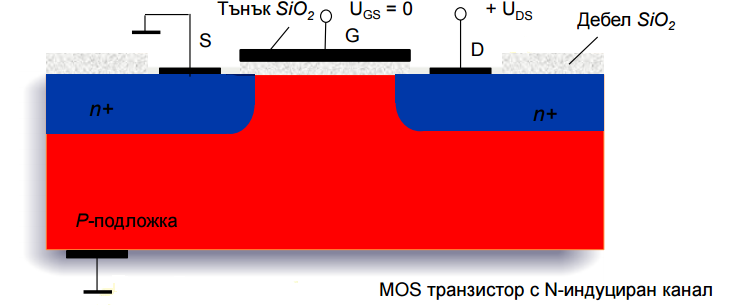 Тънък SiO2 UGS = 0 + UDS
Дебел SiO2
S G D
n+ n+
P-подложка
MOS транзистор с N-индуциран канал